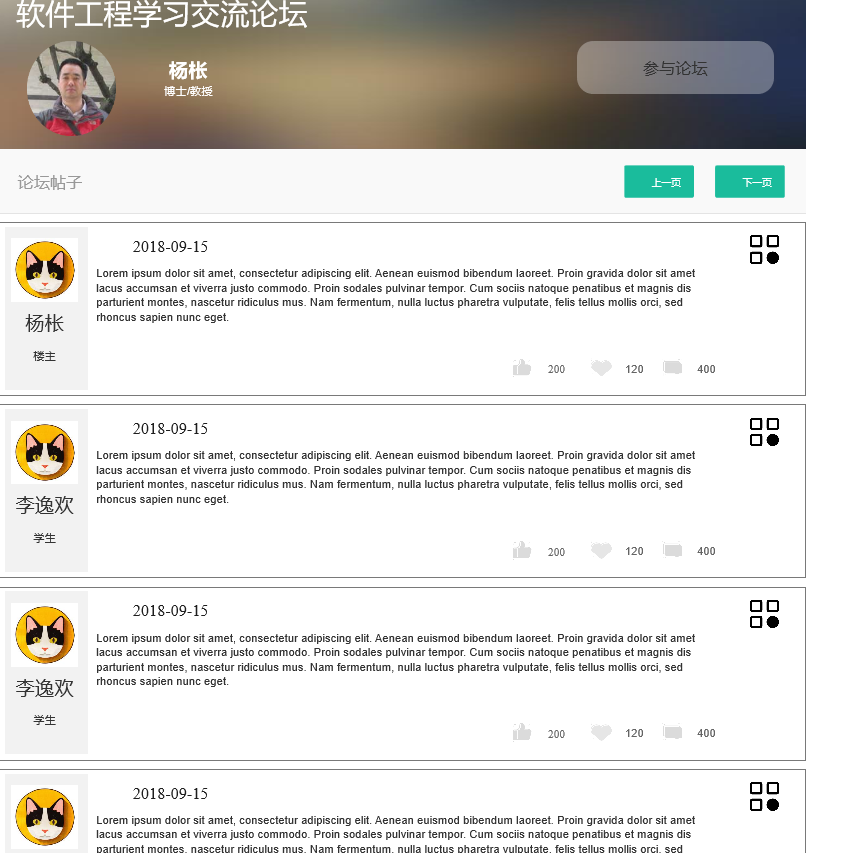 软件工程学习交流论坛
杨枨
博士/教授
参与论坛
论坛帖子
上一页
下一页
2018-09-15
Lorem ipsum dolor sit amet, consectetur adipiscing elit. Aenean euismod bibendum laoreet. Proin gravida dolor sit amet
lacus accumsan et viverra justo commodo. Proin sodales pulvinar tempor. Cum sociis natoque penatibus et magnis dis
parturient montes, nascetur ridiculus mus. Nam fermentum, nulla luctus pharetra vulputate, felis tellus mollis orci, sed
rhoncus sapien nunc eget.
杨枨
楼主
200
120
400
2018-09-15
Lorem ipsum dolor sit amet, consectetur adipiscing elit. Aenean euismod bibendum laoreet. Proin gravida dolor sit amet
lacus accumsan et viverra justo commodo. Proin sodales pulvinar tempor. Cum sociis natoque penatibus et magnis dis
parturient montes, nascetur ridiculus mus. Nam fermentum, nulla luctus pharetra vulputate, felis tellus mollis orci, sed
rhoncus sapien nunc eget.
李逸欢
学生
200
120
400
2018-09-15
Lorem ipsum dolor sit amet, consectetur adipiscing elit. Aenean euismod bibendum laoreet. Proin gravida dolor sit amet
lacus accumsan et viverra justo commodo. Proin sodales pulvinar tempor. Cum sociis natoque penatibus et magnis dis
parturient montes, nascetur ridiculus mus. Nam fermentum, nulla luctus pharetra vulputate, felis tellus mollis orci, sed
rhoncus sapien nunc eget.
李逸欢
学生
200
120
400
2018-09-15
Lorem ipsum dolor sit amet, consectetur adipiscing elit. Aenean euismod bibendum laoreet. Proin gravida dolor sit amet
lacus accumsan et viverra justo commodo. Proin sodales pulvinar tempor. Cum sociis natoque penatibus et magnis dis
parturient montes, nascetur ridiculus mus. Nam fermentum, nulla luctus pharetra vulputate, felis tellus mollis orci, sed